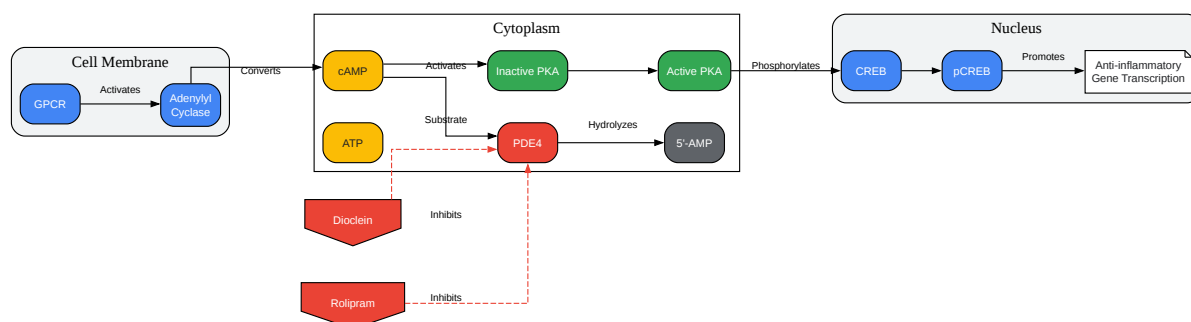 Cell Membrane
GPCR
Activates
Adenylyl
Cyclase
Converts
Cytoplasm
cAMP
Activates
Inactive PKA
Active PKA
Substrate
ATP
PDE4
Hydrolyzes
5'-AMP
Phosphorylates
Nucleus
CREB
pCREB
Promotes
Anti-inflammatory
Gene Transcription
Dioclein
Inhibits
Rolipram
Inhibits